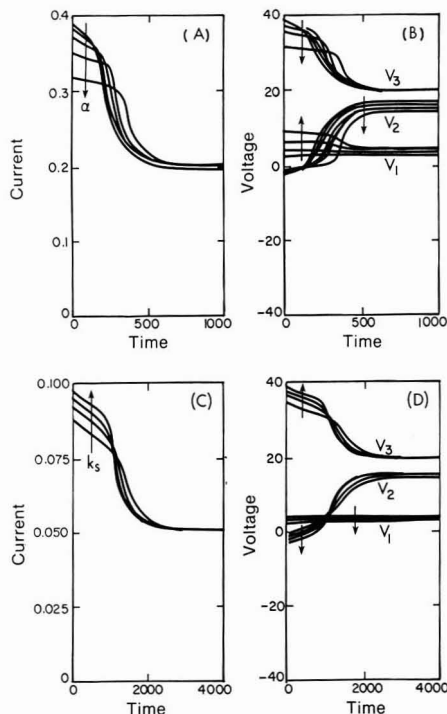 (A)
0.4
0.3
0.2
0.1
0
Current
α
0 500 1000
Time
(B)
40
20
0
-20
-40
Voltage
V3
V2
V1
0 500 1000
Time
(C)
0.100
0.075
0.050
0.025
0.000
Current
ks
0 2000 4000
Time
(D)
40
20
0
-20
-40
Voltage
V3
V2
V1
0 2000 4000
Time